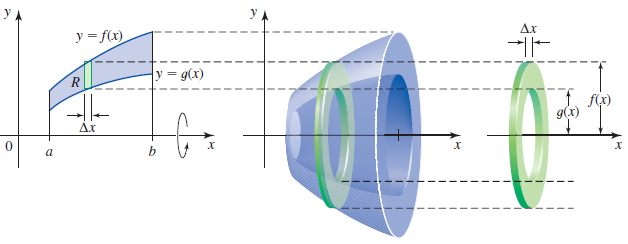 y
y = f(x)
y = g(x)
R
Δx
0
a
b
x
y
x
Δx
g(x)
f(x)
x